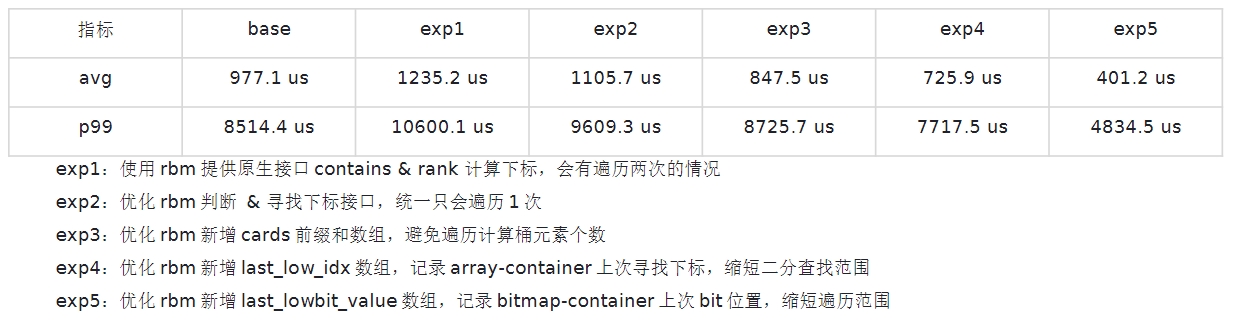 指标 base exp1 exp2 exp3 exp4 exp5
avg 977.1 us 1235.2 us 1105.7 us 847.5 us 725.9 us 401.2 us
p99 8514.4 us 10600.1 us 9609.3 us 8725.7 us 7717.5 us 4834.5 us
exp1：使用 rbm 提供原生接口 contains & rank 计算下标，会有遍历两次的情况
exp2：优化 rbm 判断 & 寻找下标接口，统一只会遍历 1 次
exp3：优化 rbm 新增 cards 前缀和数组，避免遍历计算桶元素个数
exp4：优化 rbm 新增 last_low_idx 数组，记录 array-container 上次寻找下标，缩短二分查找范围
exp5：优化 rbm 新增 last_lowbit_value 数组，记录 bitmap-container 上次 bit 位置，缩短遍历范围